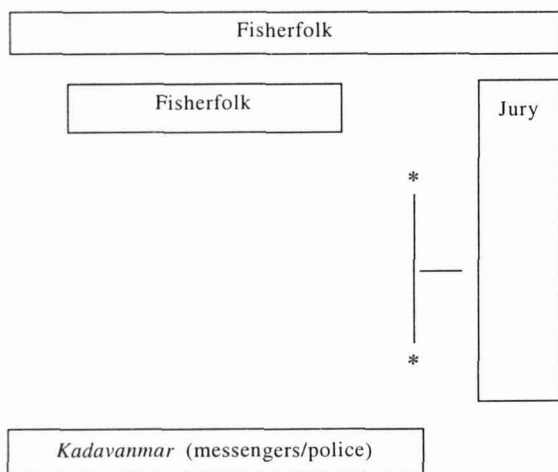 Fisherfolk
Fisherfolk
Jury
*
*
Kadavanmar (messengers/police)